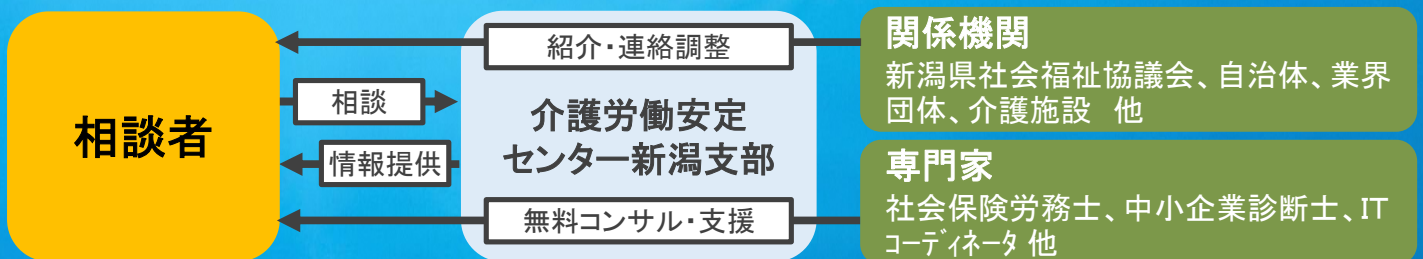 相談者
相談
情報提供
紹介・連絡調整
介護労働安定
センター新潟支部
無料コンサル・支援
関係機関
新潟県社会福祉協議会、自治体、業界
団体、介護施設　他
専門家
社会保険労務士、中小企業診断士、IT
ｺｰﾃﾞｨﾈｰﾀ 他